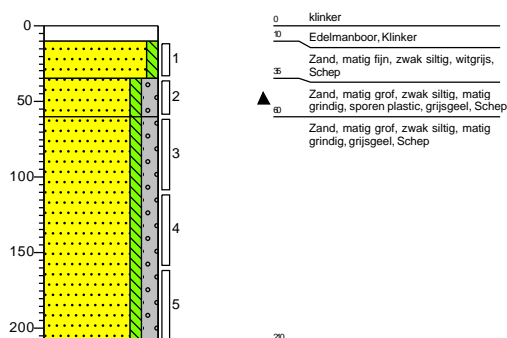 0
50
100
150
200
1
2
3
4
5
0 klinker
10 Edelmanboor, Klinker
Zand, matig fijn, zwak siltig, witgrijs,
35 Schep
Zand, matig grof, zwak siltig, matig
60 grindig, sporen plastic, grijsgeel, Schep
Zand, matig grof, zwak siltig, matig
grindig, grijsgeel, Schep